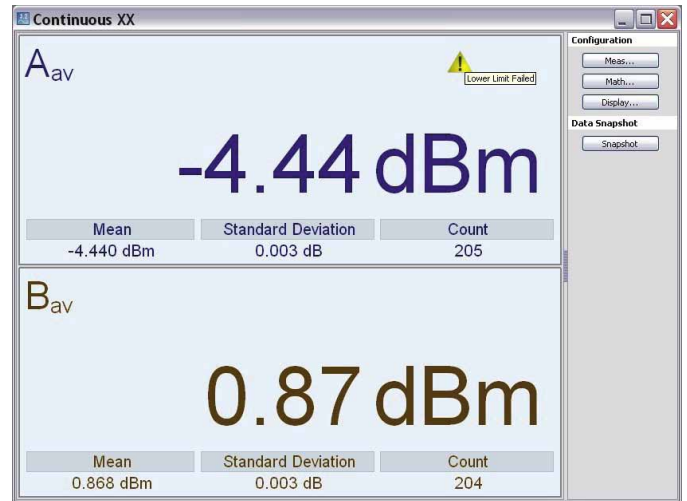 Continuous XX
Aav
Lower Limit Failed
-4.44 dBm
Mean Standard Deviation Count
-4.440 dBm 0.003 dB 205
Bav
0.87 dBm
Mean Standard Deviation Count
0.868 dBm 0.003 dB 204
Configuration
Meas...
Math...
Display...
Data Snapshot
Snapshot